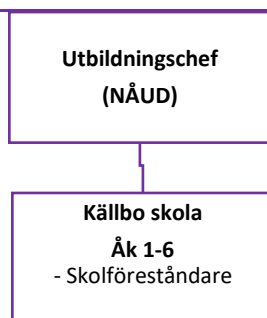 Utbildningschef
(NÅUD)
Källbo skola
Åk 1-6
- Skolföreståndare